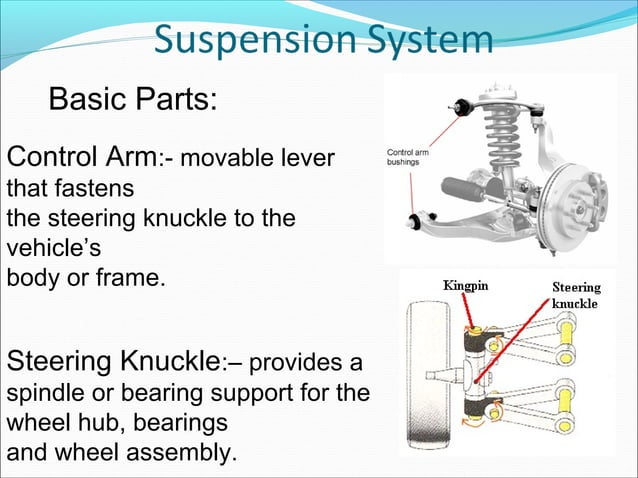 Suspension System
Basic Parts:
Control Arm:- movable lever
that fastens
the steering knuckle to the
vehicle’s
body or frame.
Control arm
bushings
Kingpin
Steering
knuckle
Steering Knuckle:– provides a
spindle or bearing support for the
wheel hub, bearings
and wheel assembly.